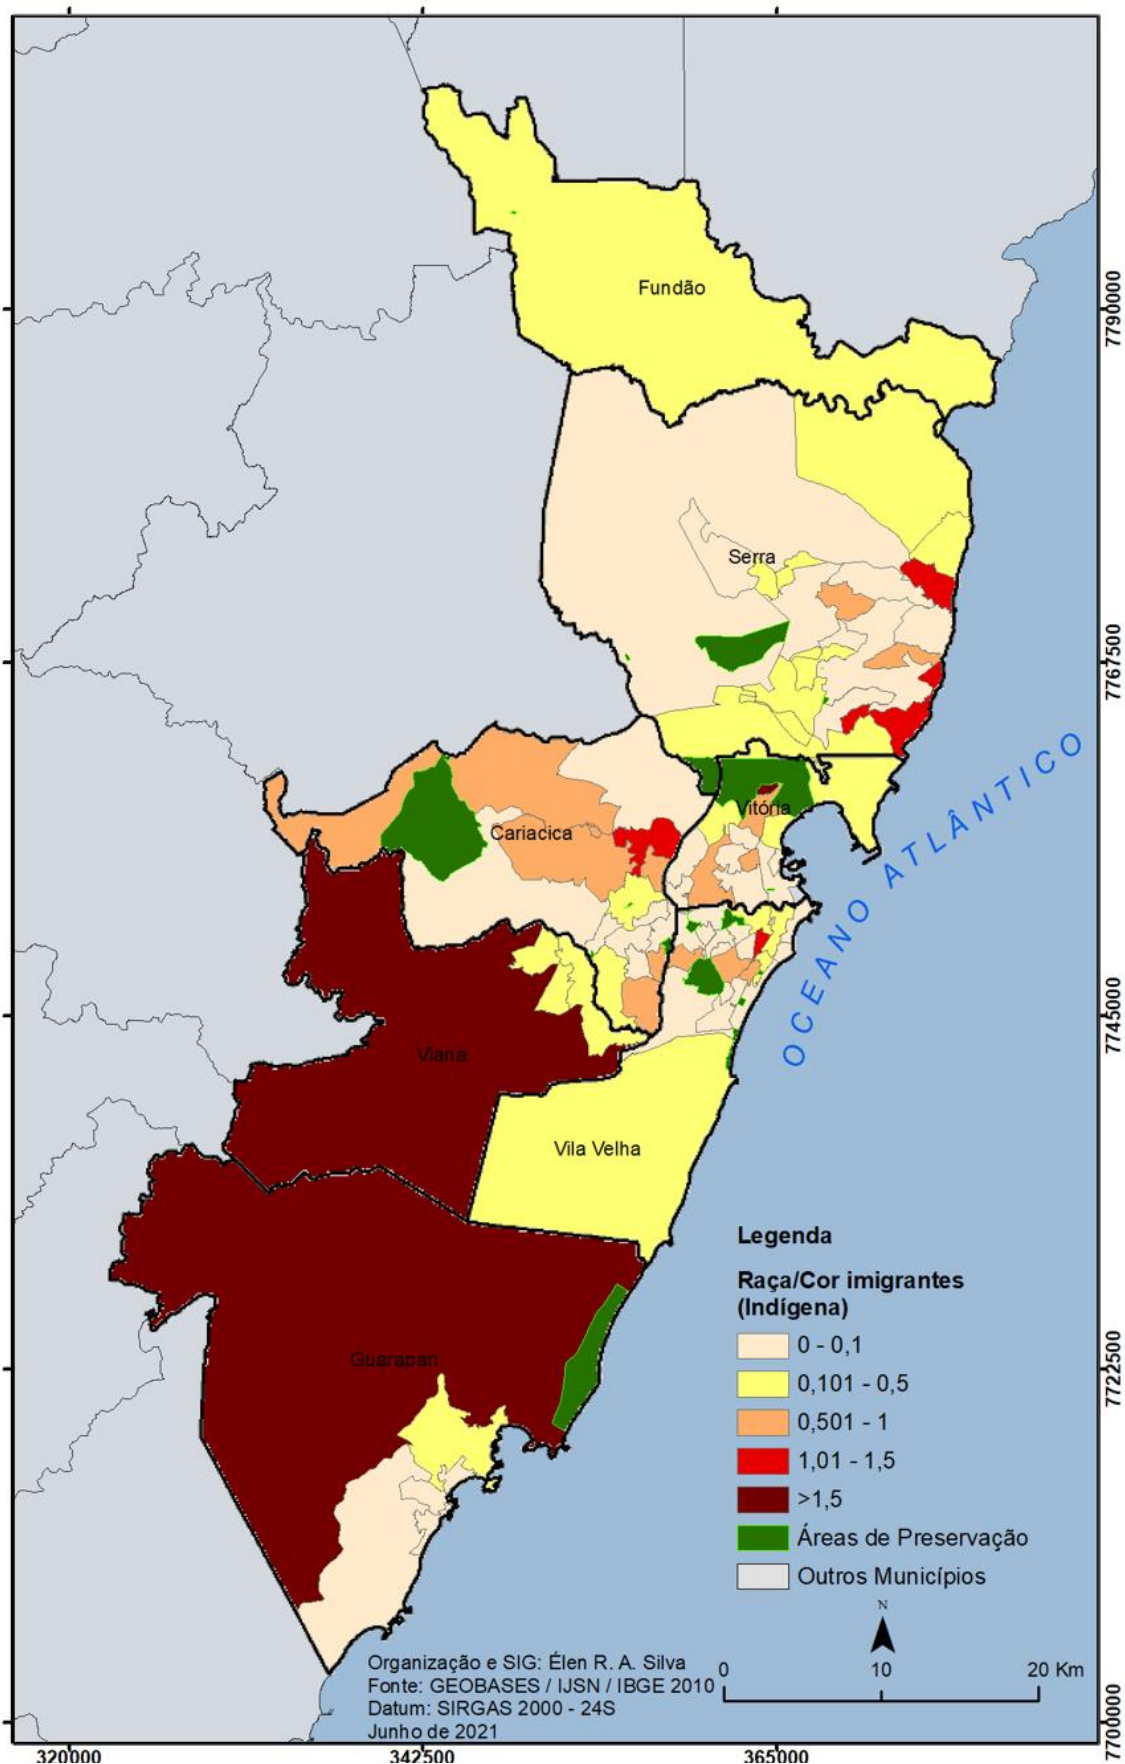 Fundão
7790000
Serra
7767500
Vitória
Cariacica
OCEANO ATLÂNTICO
7745000
Viana
Vila Velha
Legenda
Raça/Cor imigrantes
(Indígena)
0 - 0,1
0,101 - 0,5
7722500
Guarapari
0,501 - 1
1,01 - 1,5
>1,5
Áreas de Preservação
Outros Municípios
N
Organização e SIG: Élen R. A. Silva
Fonte: GEOBASES / IJSN / IBGE 2010
Datum: SIRGAS 2000 - 24S
Junho de 2021
0 10 20 Km
7700000
320000 342500 365000